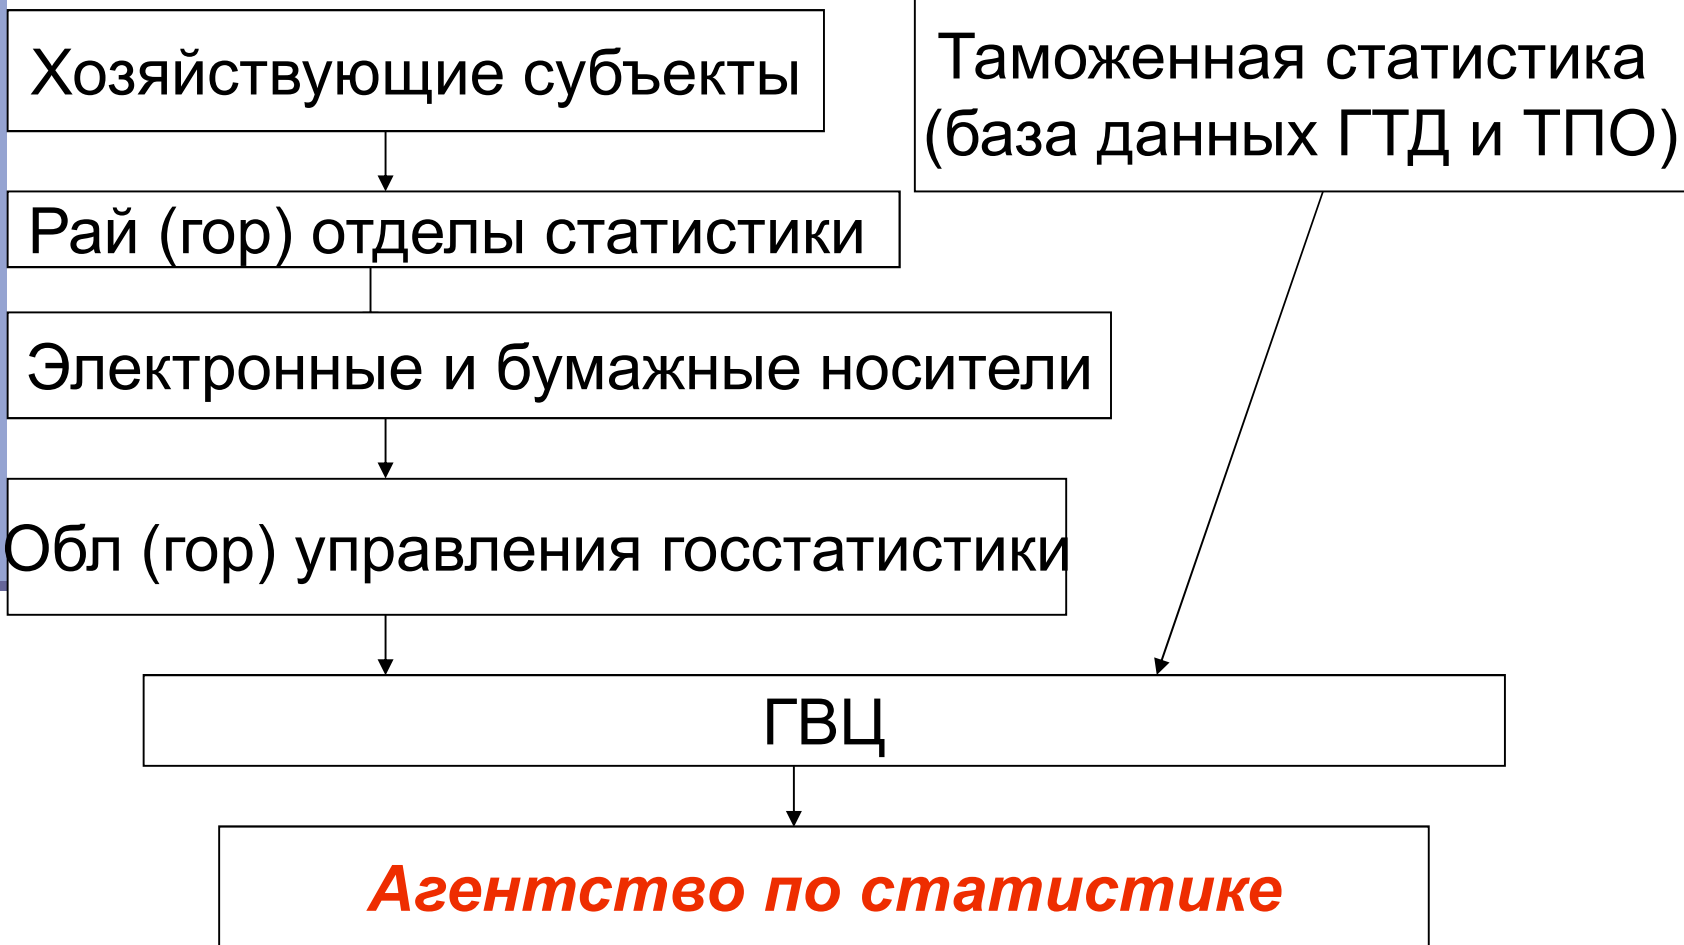 Хозяйствующие субъекты
Таможенная статистика
(база данных ГТД и ТПО)
Рай (гор) отделы статистики
Электронные и бумажные носители
Обл (гор) управления госстатистики
ГВЦ
Агентство по статистике